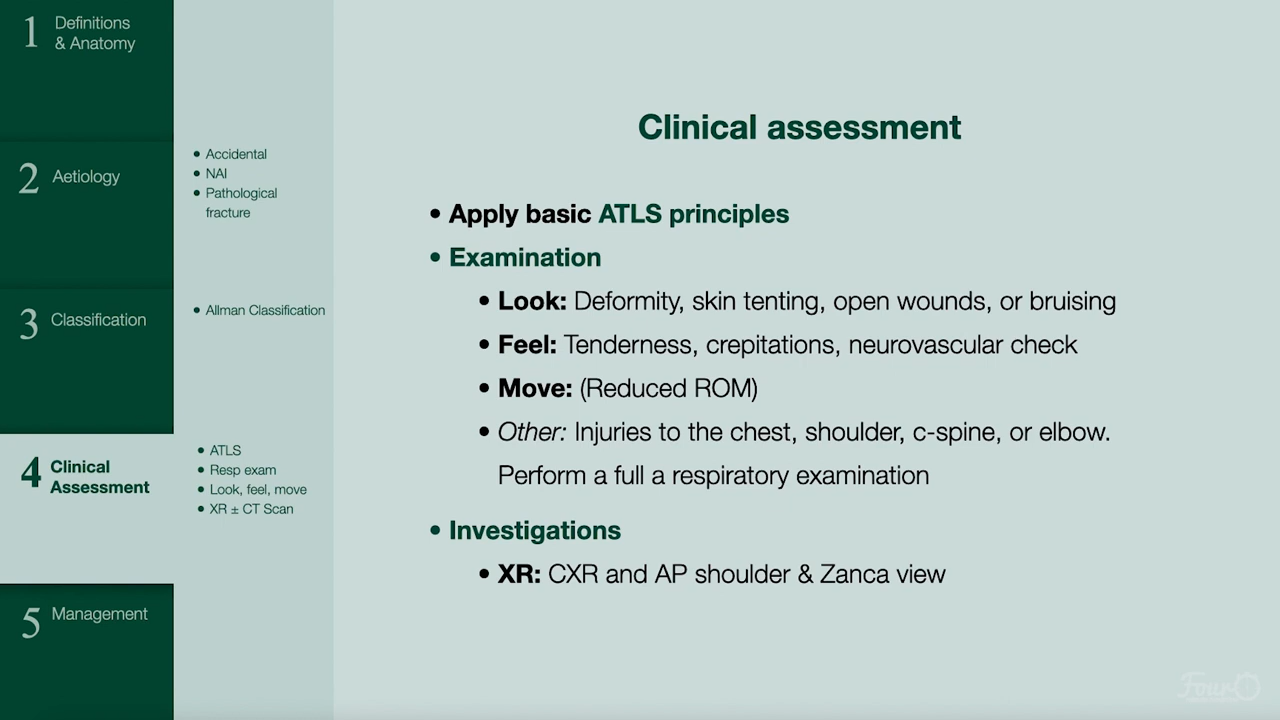 1 Definitions
& Anatomy
2 Aetiology
• Accidental
• NAI
• Pathological
fracture
3 Classification
• Allman Classification
4 Clinical
Assessment
• ATLS
• Resp exam
• Look, feel, move
• XR ± CT Scan
5 Management
Clinical assessment
• Apply basic ATLS principles
• Examination
• Look: Deformity, skin tenting, open wounds, or bruising
• Feel: Tenderness, crepitations, neurovascular check
• Move: (Reduced ROM)
• Other: Injuries to the chest, shoulder, c-spine, or elbow.
Perform a full a respiratory examination
• Investigations
• XR: CXR and AP shoulder & Zanca view